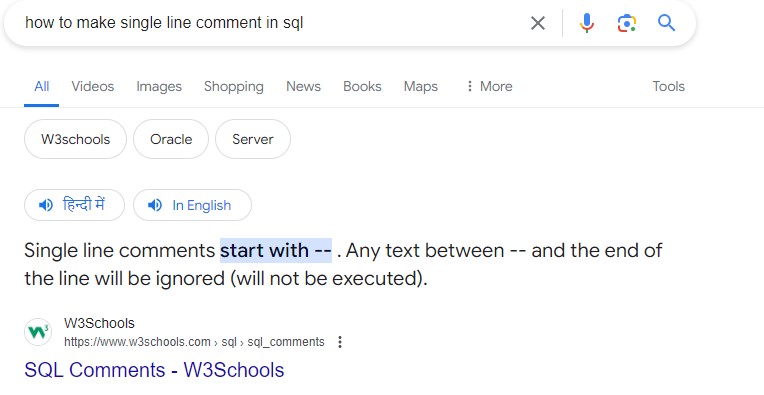 how to make single line comment in sql
All Videos Images Shopping News Books Maps More Tools
W3schools Oracle Server
हिन्दी में In English
Single line comments start with -- . Any text between -- and the end of
the line will be ignored (will not be executed).
W3Schools
https://www.w3schools.com › sql › sql_comments
SQL Comments - W3Schools